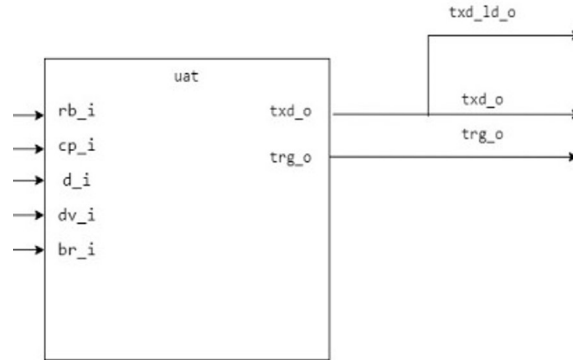 txd_ld_o
uat
rb_i
txd_o
txd_o
cp_i
trg_o
trg_o
d_i
dv_i
br_i